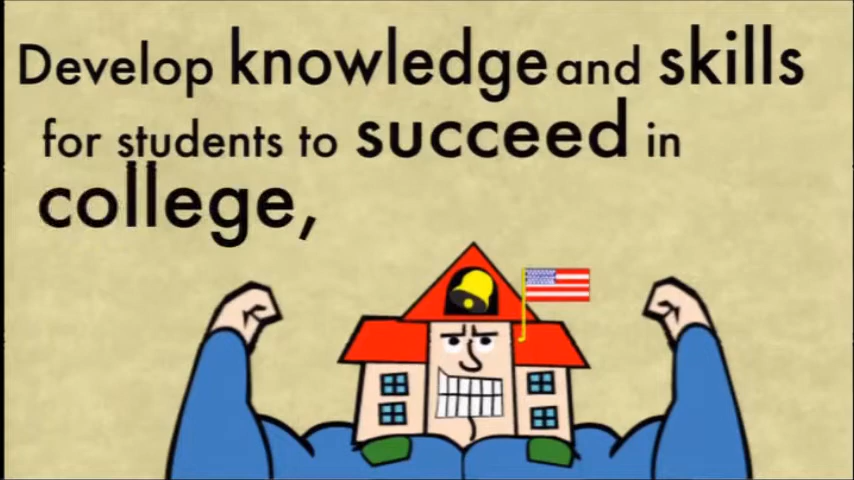 Develop knowledge and skills
for students to succeed in
college,